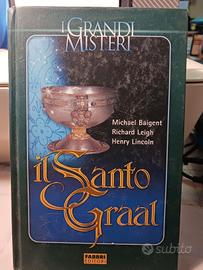 I GRANDI
MISTERI
Michael Baigent
Richard Leigh
Henry Lincoln
il Santo
Graal
FABBRI
EDITORI
subito